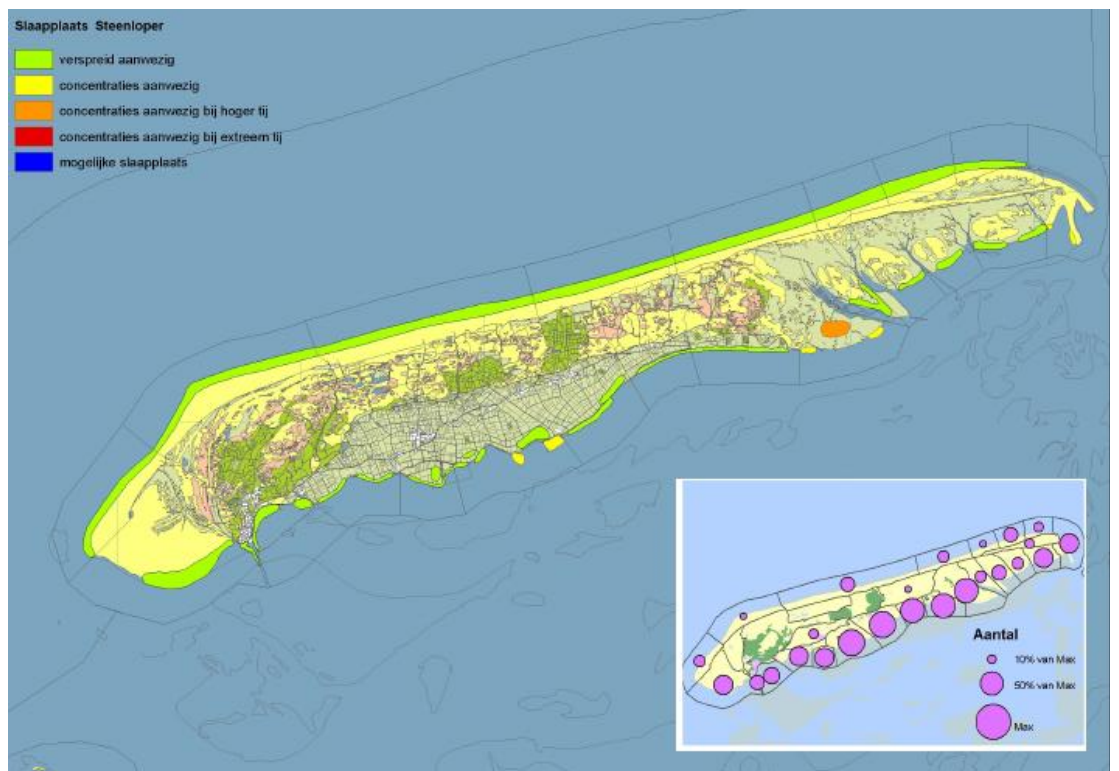 Slaapplaats Steenloper
verspreid aanwezig
concentraties aanwezig
concentraties aanwezig bij hoger tij
concentraties aanwezig bij extreem tij
mogelijke slaapplaats
Aantal
10% van Max
50% van Max
Max